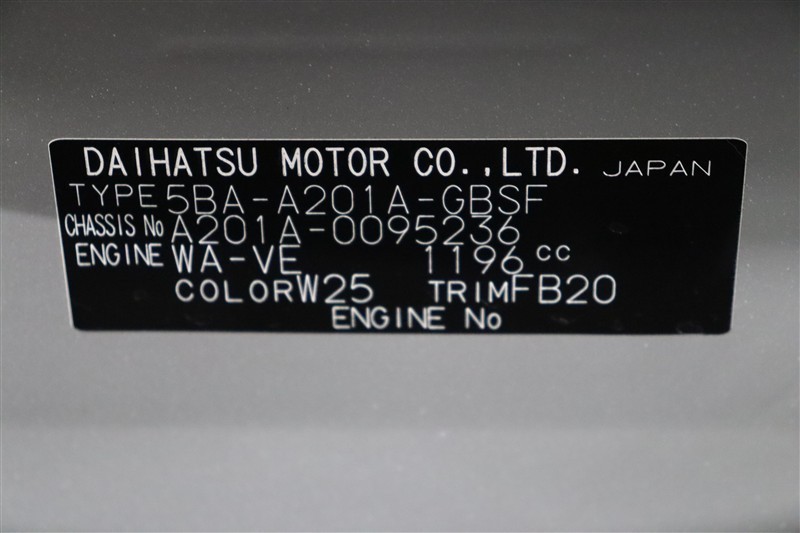 DAIHATSU MOTOR CO.,LTD. JAPAN
TYPE 5BA-A201A-GBSF
CHASSIS No A201A-0095236
ENGINE WA-VE 1196 cc
COLOR W25 TRIM FB20
ENGINE No